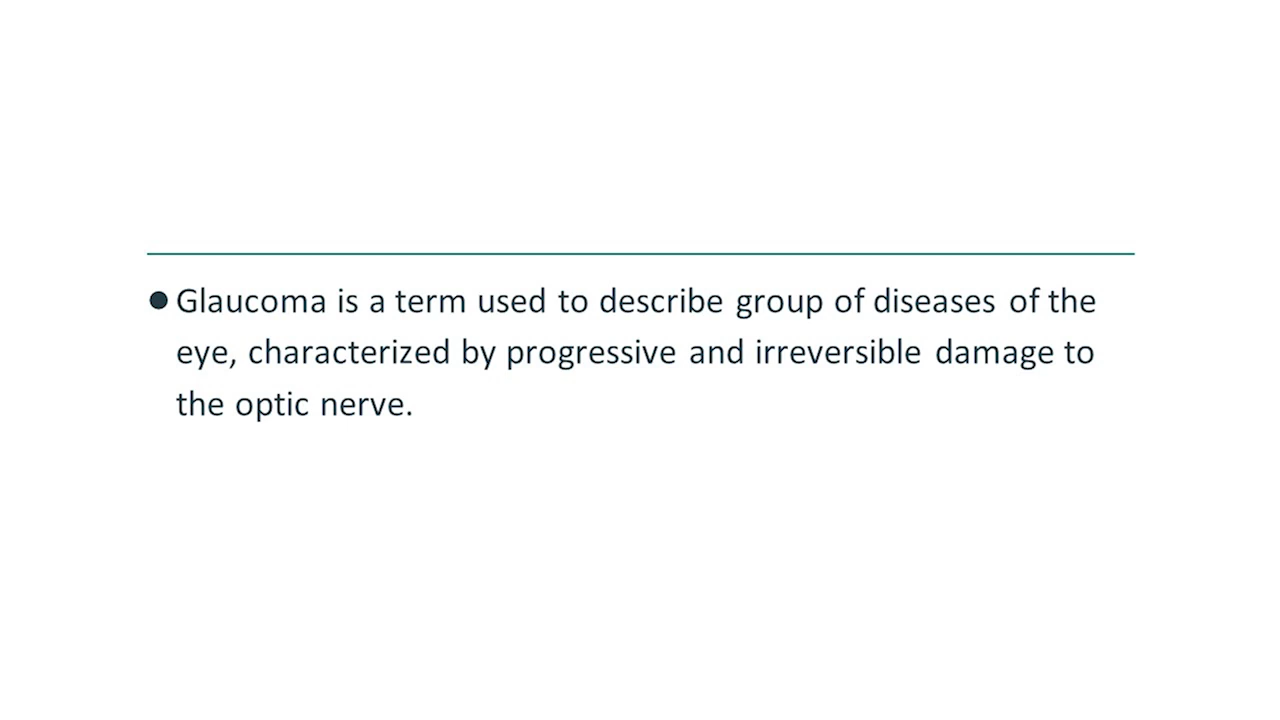 ● Glaucoma is a term used to describe group of diseases of the
eye, characterized by progressive and irreversible damage to
the optic nerve.